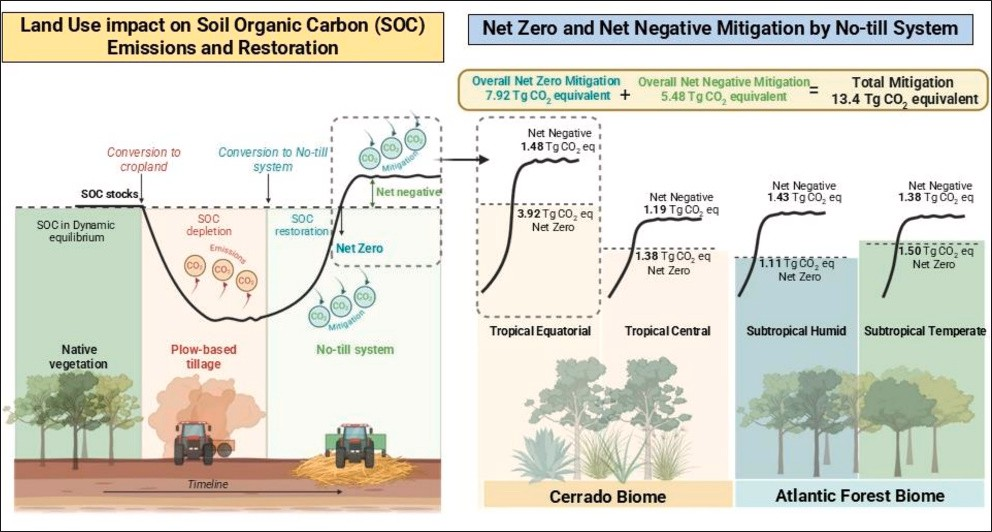 Land Use impact on Soil Organic Carbon (SOC)
Emissions and Restoration
Net Zero and Net Negative Mitigation by No-till System
Overall Net Zero Mitigation
7.92 Tg CO₂ equivalent
+
Overall Net Negative Mitigation
5.48 Tg CO₂ equivalent
=
Total Mitigation
13.4 Tg CO₂ equivalent
Conversion to
cropland
Conversion to No-till
system
CO₂
CO₂
CO₂
Mitigation
SOC stocks
Net negative
SOC in Dynamic
equilibrium
SOC
depletion
SOC
restoration
Net Zero
Emissions
CO₂
CO₂
CO₂
CO₂
CO₂
CO₂
Mitigation
Native
vegetation
Plow-based
tillage
No-till system
Timeline
Net Negative
1.48 Tg CO₂ eq
3.92 Tg CO₂ eq
Net Zero
Tropical Equatorial
Net Negative
1.19 Tg CO₂ eq
1.38 Tg CO₂ eq
Net Zero
Tropical Central
Net Negative
1.43 Tg CO₂ eq
1.11 Tg CO₂ eq
Net Zero
Subtropical Humid
Net Negative
1.38 Tg CO₂ eq
1.50 Tg CO₂ eq
Net Zero
Subtropical Temperate
Cerrado Biome
Atlantic Forest Biome